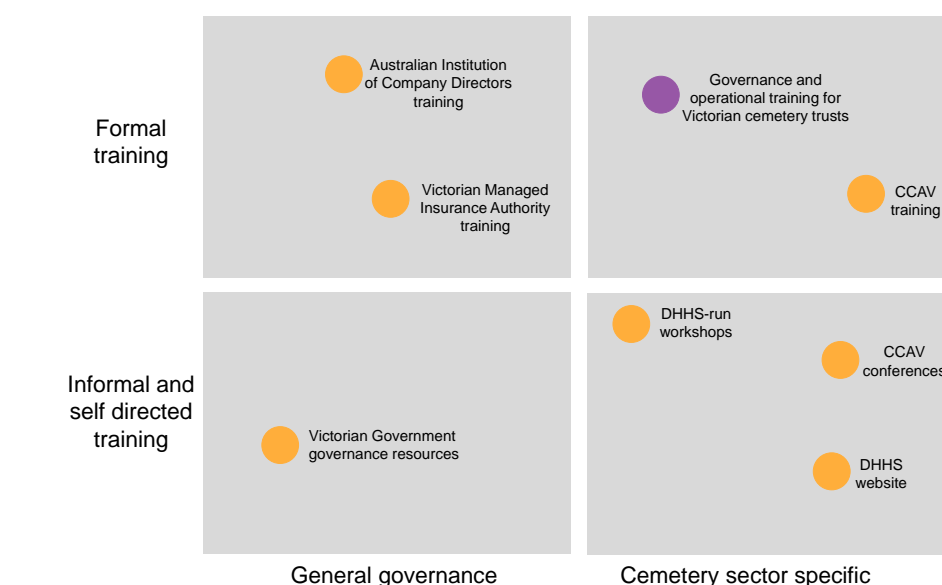 Formal
training
Australian Institution
of Company Directors
training
Victorian Managed
Insurance Authority
training
Governance and
operational training for
Victorian cemetery trusts
CCAV
training
Informal and
self directed
training
Victorian Government
governance resources
DHHS-run
workshops
CCAV
conferences
DHHS
website
General governance
Cemetery sector specific